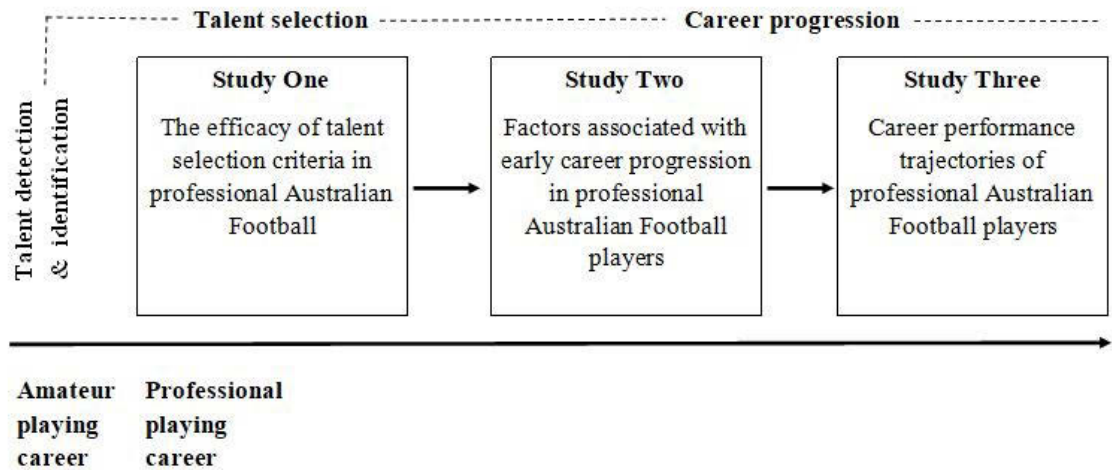 Talent selection
Career progression
Talent detection
& identification
Study One
The efficacy of talent
selection criteria in
professional Australian
Football
Study Two
Factors associated with
early career progression
in professional
Australian Football
players
Study Three
Career performance
trajectories of
professional Australian
Football players
Amateur
playing
career
Professional
playing
career